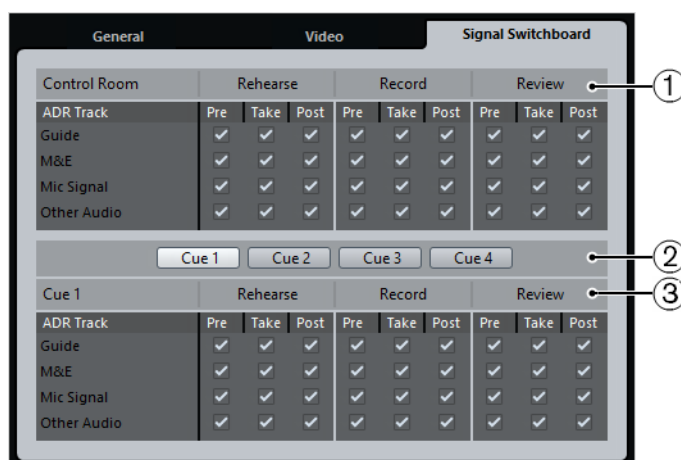 General Video Signal Switchboard
Control Room Rehearse Record Review 1
ADR Track Pre Take Post Pre Take Post Pre Take Post
Guide
M&E
Mic Signal
Other Audio
Cue 1 Cue 2 Cue 3 Cue 4 2
Cue 1 Rehearse Record Review 3
ADR Track Pre Take Post Pre Take Post Pre Take Post
Guide
M&E
Mic Signal
Other Audio